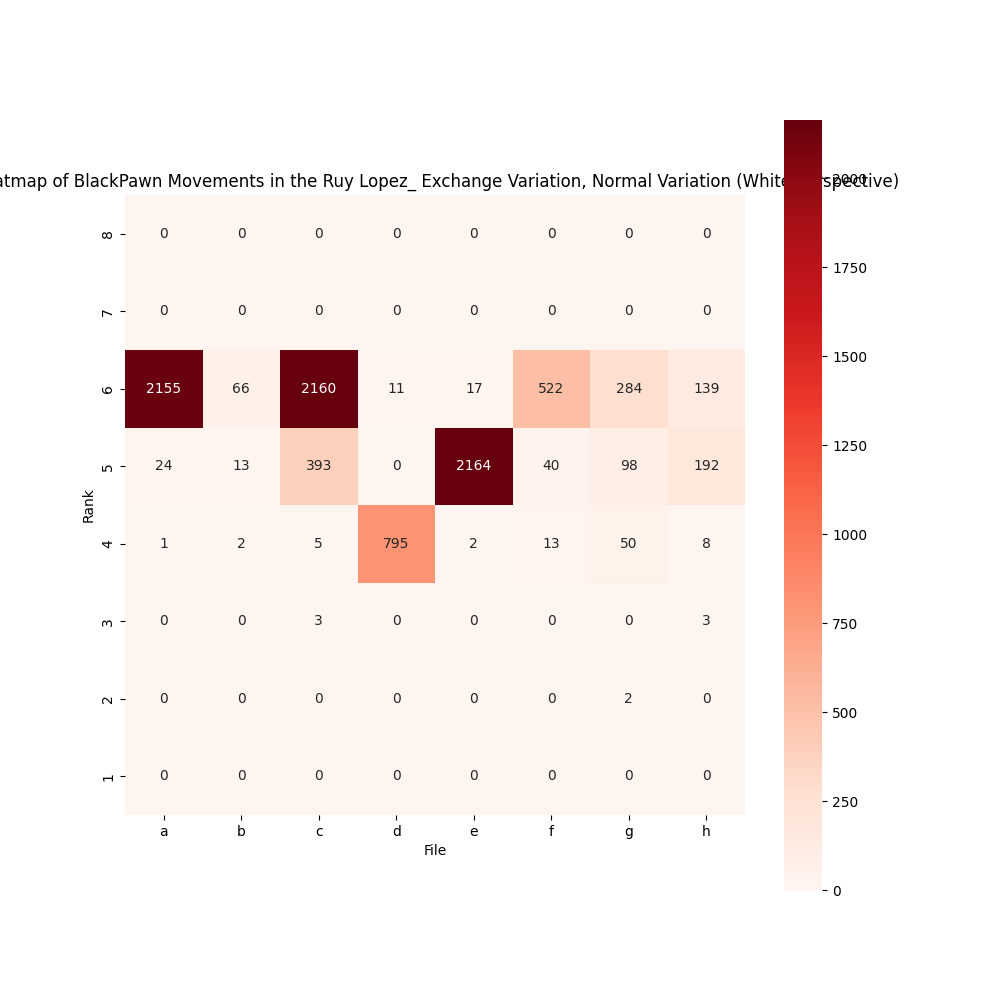 atmap of BlackPawn Movements in the Ruy Lopez_ Exchange Variation, Normal Variation (White rspective)
2000
1750
1500
1250
1000
750
500
250
0
8 0 0 0 0 0 0 0 0
7 0 0 0 0 0 0 0 0
6 2155 66 2160 11 17 522 284 139
5 24 13 393 0 2164 40 98 192
4 1 2 5 795 2 13 50 8
3 0 0 3 0 0 0 0 3
2 0 0 0 0 0 0 2 0
1 0 0 0 0 0 0 0 0
Rank
a b c d e f g h
File